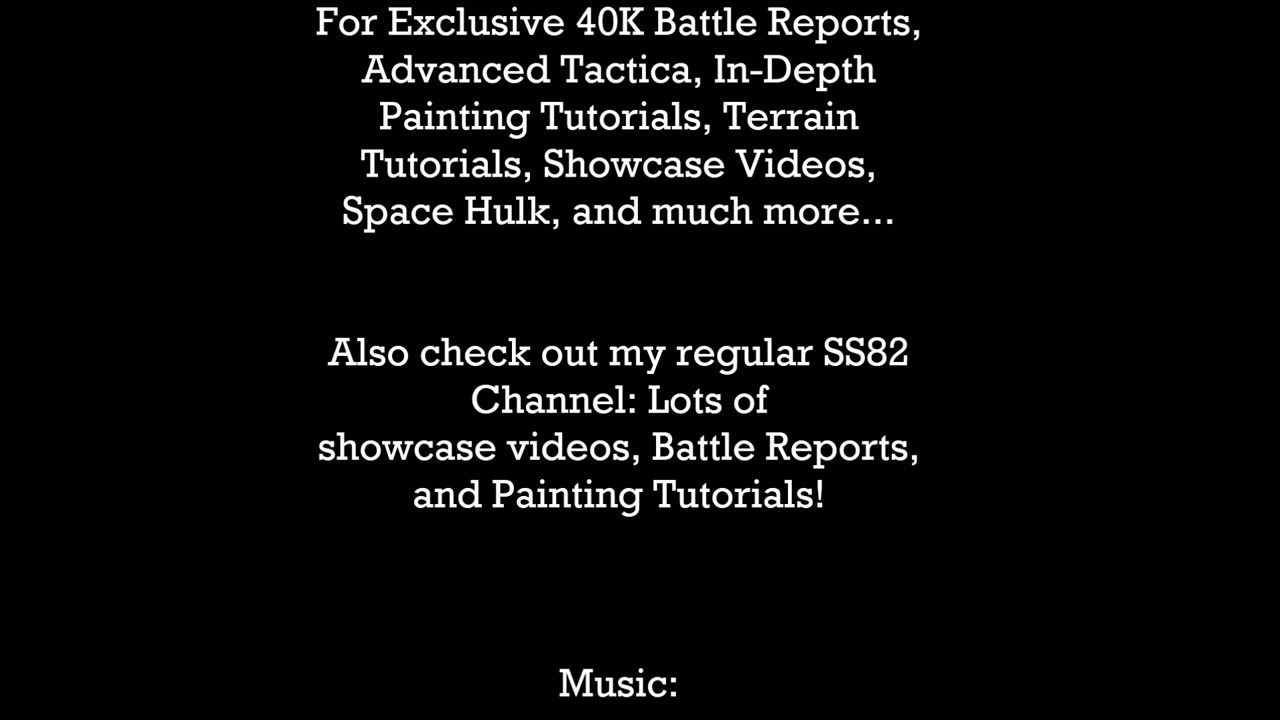 For Exclusive 40K Battle Reports,
Advanced Tactica, In-Depth
Painting Tutorials, Terrain
Tutorials, Showcase Videos,
Space Hulk, and much more...
Also check out my regular SS82
Channel: Lots of
showcase videos, Battle Reports,
and Painting Tutorials!
Music: